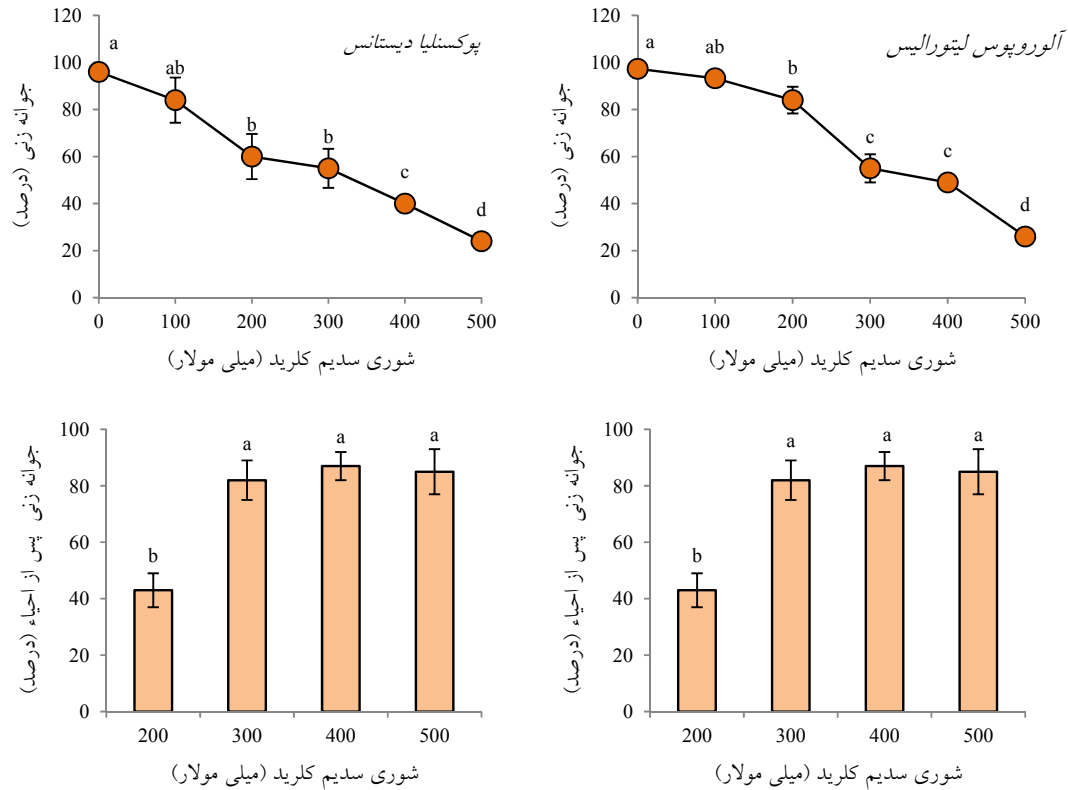 پوکسنلیا دیستانس
جوانه زنی (درصد)
120
100
80
60
40
20
0
a
ab
b
b
c
d
0 100 200 300 400 500
شوری سدیم کلرید (میلی مولار)
آلوروپوس لیتورالیس
جوانه زنی (درصد)
120
100
80
60
40
20
0
a
ab
b
c
c
d
0 100 200 300 400 500
شوری سدیم کلرید (میلی مولار)
جوانه زنی پس از احیاء (درصد)
100
80
60
40
20
0
b
a
a
a
200 300 400 500
شوری سدیم کلرید (میلی مولار)
جوانه زنی پس از احیاء (درصد)
100
80
60
40
20
0
b
a
a
a
200 300 400 500
شوری سدیم کلرید (میلی مولار)